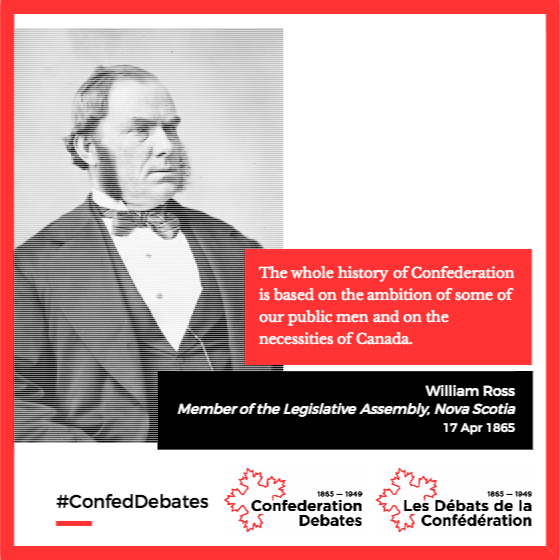 The whole history of Confederation
is based on the ambition of some of
our public men and on the
necessities of Canada.
William Ross
Member of the Legislative Assembly, Nova Scotia
17 Apr 1865
#ConfedDebates
1865 — 1949
Confederation
Debates
1865 — 1949
Les Débats de la
Confédération